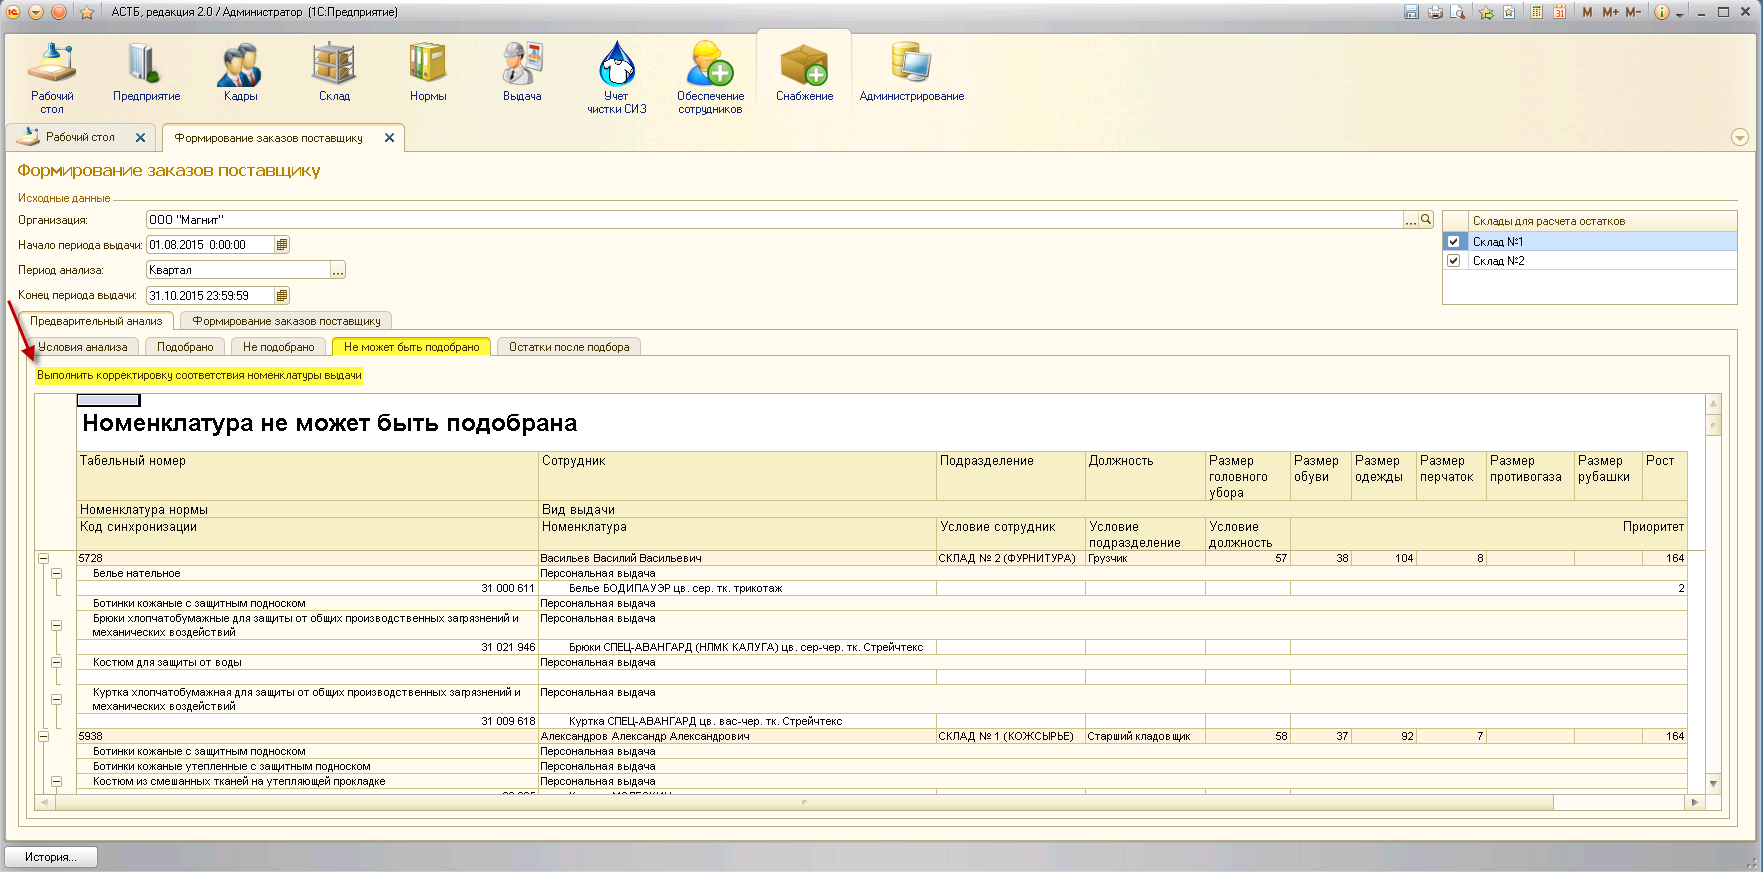 АСТБ, редакция 2.0 / Администратор (1С:Предприятие)
M M+ M-
Рабочий стол
Предприятие
Кадры
Склад
Нормы
Выдача
Учет чистки СИЗ
Обеспечение сотрудников
Снабжение
Администрирование
Рабочий стол
Формирование заказов поставщику
Формирование заказов поставщику
Исходные данные
Организация: ООО "Магнит"
Начало периода выдачи: 01.08.2015 0:00:00
Период анализа: Квартал
Конец периода выдачи: 31.10.2015 23:59:59
Склады для расчета остатков
Склад №1
Склад №2
Предварительный анализ Формирование заказов поставщику
Условия анализа Подобрано Не подобрано Не может быть подобрано Остатки после подбора
Выполнить корректировку соответствия номенклатуры выдачи
Номенклатура не может быть подобрана
Табельный номер Сотрудник Подразделение Должность Размер головного убора Размер обуви Размер одежды Размер перчаток Размер противогаза Размер рубашки Рост
Номенклатура нормы Вид выдачи
Код синхронизации Номенклатура Условие сотрудник Условие подразделение Условие должность Приоритет
5728 Васильев Василий Васильевич СКЛАД № 2 (ФУРНИТУРА) Грузчик 57 38 104 8 164
Белье нательное Персональная выдача
31 000 611 Белье БОДИПАУЭР цв. сер. тк. трикотаж 2
Ботинки кожаные с защитным подноском Персональная выдача
Брюки хлопчатобумажные для защиты от общих производственных загрязнений и механических воздействий Персональная выдача
31 021 946 Брюки СПЕЦ-АВАНГАРД (НЛМК КАЛУГА) цв. сер-чер. тк. Стрейчтекс
Костюм для защиты от воды Персональная выдача
Куртка хлопчатобумажная для защиты от общих производственных загрязнений и механических воздействий Персональная выдача
31 009 618 Куртка СПЕЦ-АВАНГАРД цв. вас-чер. тк. Стрейчтекс
5938 Александров Александр Александрович СКЛАД № 1 (КОЖСЫРЬЕ) Старший кладовщик 58 37 92 7 164
Ботинки кожаные с защитным подноском Персональная выдача
Ботинки кожаные утепленные с защитным подноском Персональная выдача
Костюм из смешанных тканей на утепляющей прокладке Персональная выдача
История...